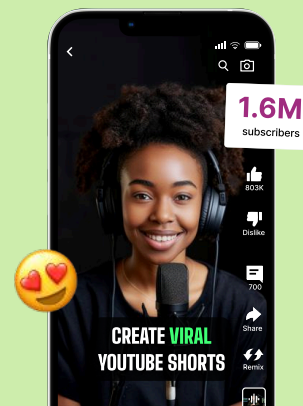 1.6M
subscribers
803K
Dislike
700
Share
Remix
CREATE VIRAL
YOUTUBE SHORTS